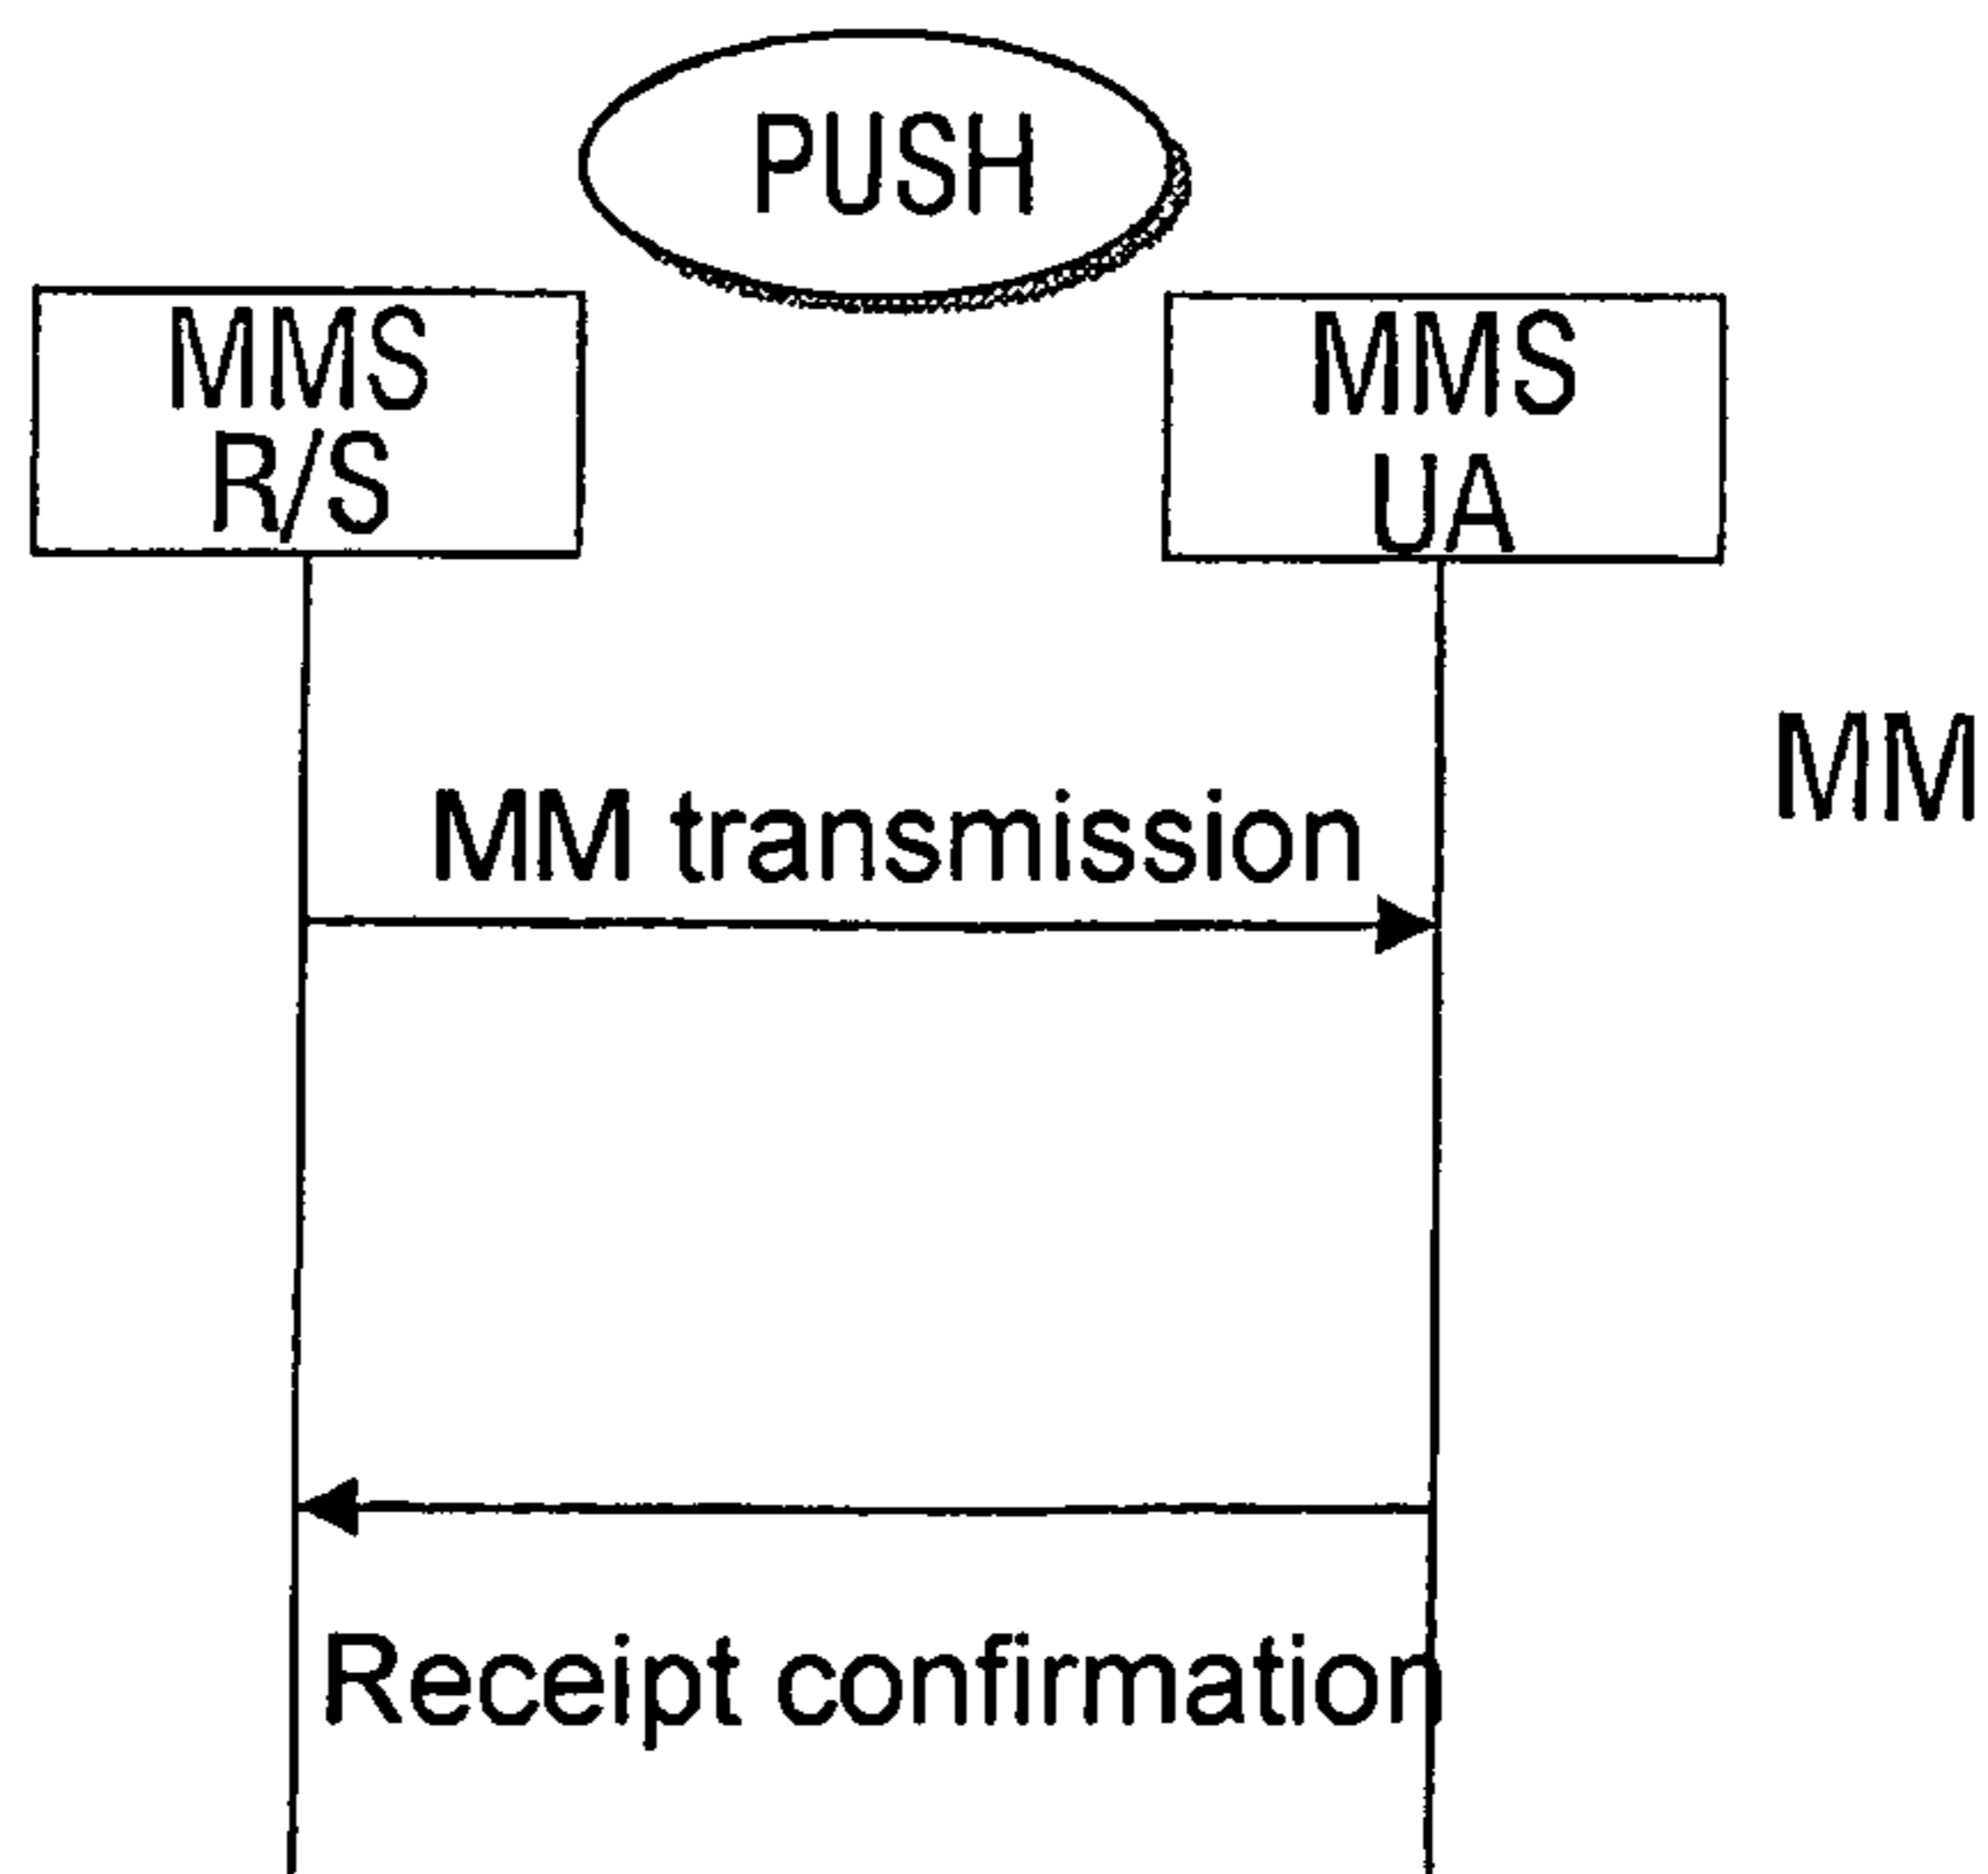 PUSH
MMS
R/S
MMS
UA
MM
MM transmission
Receipt confirmation